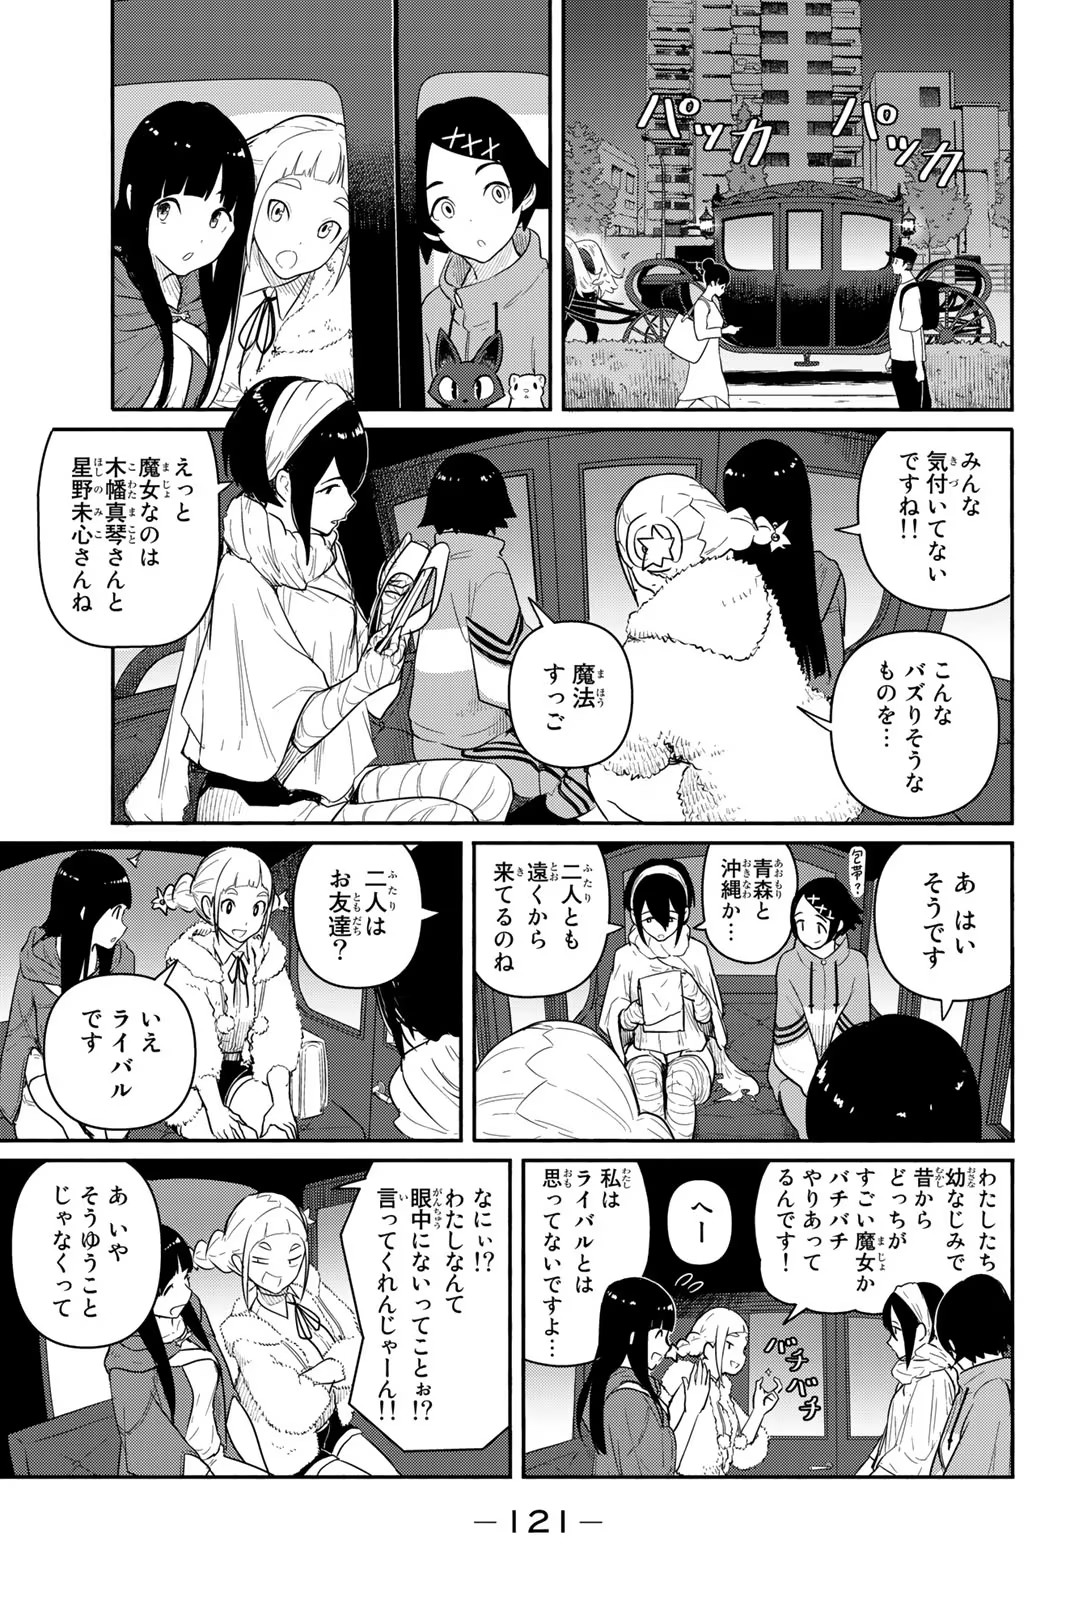 パッカ
パッカ
みんな
気付いてない
ですね!!
こんな
バズりそうな
ものを…
魔法
すっご
えっと
魔女なのは
木幡真琴さんと
星野未心さんね
あ はい
そうです
包帯?
青森と
沖縄か…
二人とも
遠くから
来てるのね
二人は
お友達?
いえ
ライバル
です
わたしたち
幼なじみで
昔から
どっちが
すごい魔女か
バチバチ
やりあって
るんです!
バチ
バチ
へー
私は
ライバルとは
思ってないですよ…
なにぃ!?
わたしなんて
眼中にないってことぉ!?
言ってくれんじゃーん!!
あ いや
そうゆうこと
じゃなくって
— 121 —